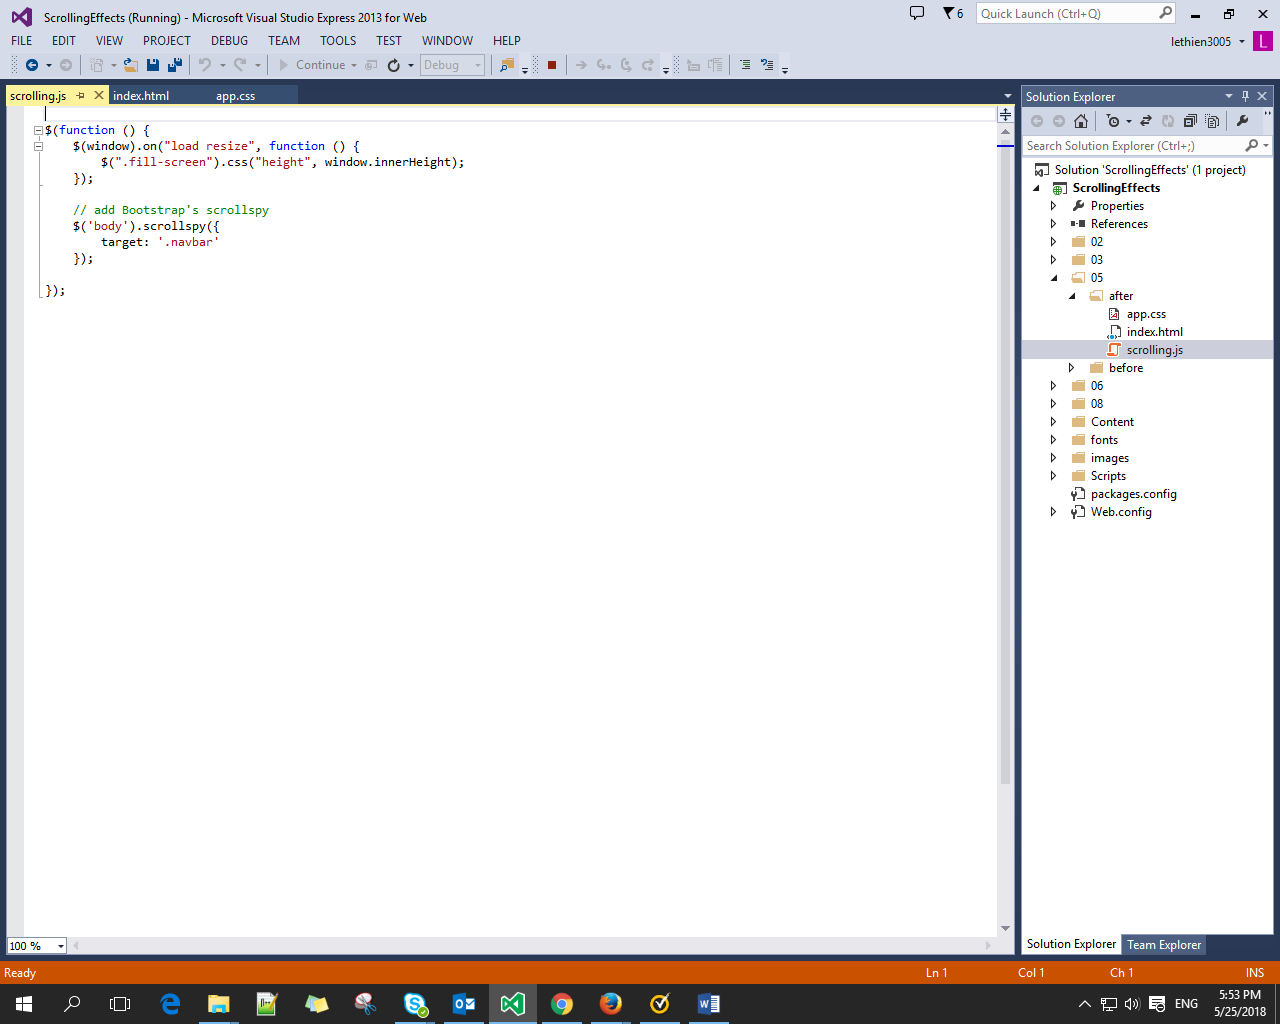 ScrollingEffects (Running) - Microsoft Visual Studio Express 2013 for Web
6
Quick Launch (Ctrl+Q)
FILE EDIT VIEW PROJECT DEBUG TEAM TOOLS TEST WINDOW HELP
lethien3005 L
Continue Debug
scrolling.js index.html app.css
$(function () {
$(window).on("load resize", function () {
$(".fill-screen").css("height", window.innerHeight);
});
// add Bootstrap's scrollspy
$('body').scrollspy({
target: '.navbar'
});
});
100 %
Solution Explorer
Search Solution Explorer (Ctrl+;)
Solution 'ScrollingEffects' (1 project)
ScrollingEffects
Properties
References
02
03
05
after
app.css
index.html
scrolling.js
before
06
08
Content
fonts
images
Scripts
packages.config
Web.config
Solution Explorer Team Explorer
Ready Ln 1 Col 1 Ch 1 INS
ENG
5:53 PM
5/25/2018